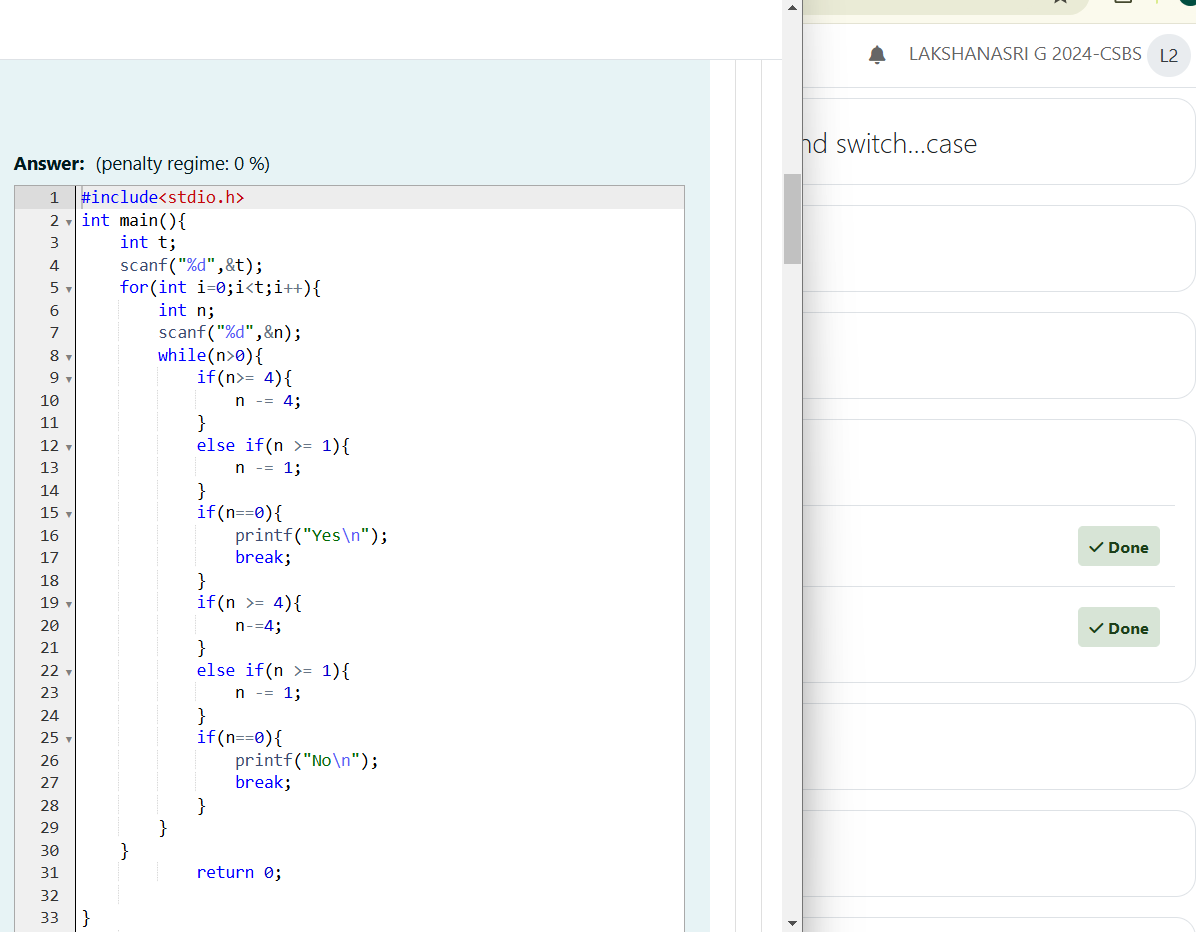 LAKSHANASRI G 2024-CSBS L2
nd switch...case
Done
Done
Answer: (penalty regime: 0 %)
1 #include<stdio.h>
2 int main(){
3     int t;
4     scanf("%d",&t);
5     for(int i=0;i<t;i++){
6         int n;
7         scanf("%d",&n);
8         while(n>0){
9             if(n>= 4){
10                 n -= 4;
11             }
12             else if(n >= 1){
13                 n -= 1;
14             }
15             if(n==0){
16                 printf("Yes\n");
17                 break;
18             }
19             if(n >= 4){
20                 n-=4;
21             }
22             else if(n >= 1){
23                 n -= 1;
24             }
25             if(n==0){
26                 printf("No\n");
27                 break;
28             }
29         }
30     }
31             return 0;
32
33 }